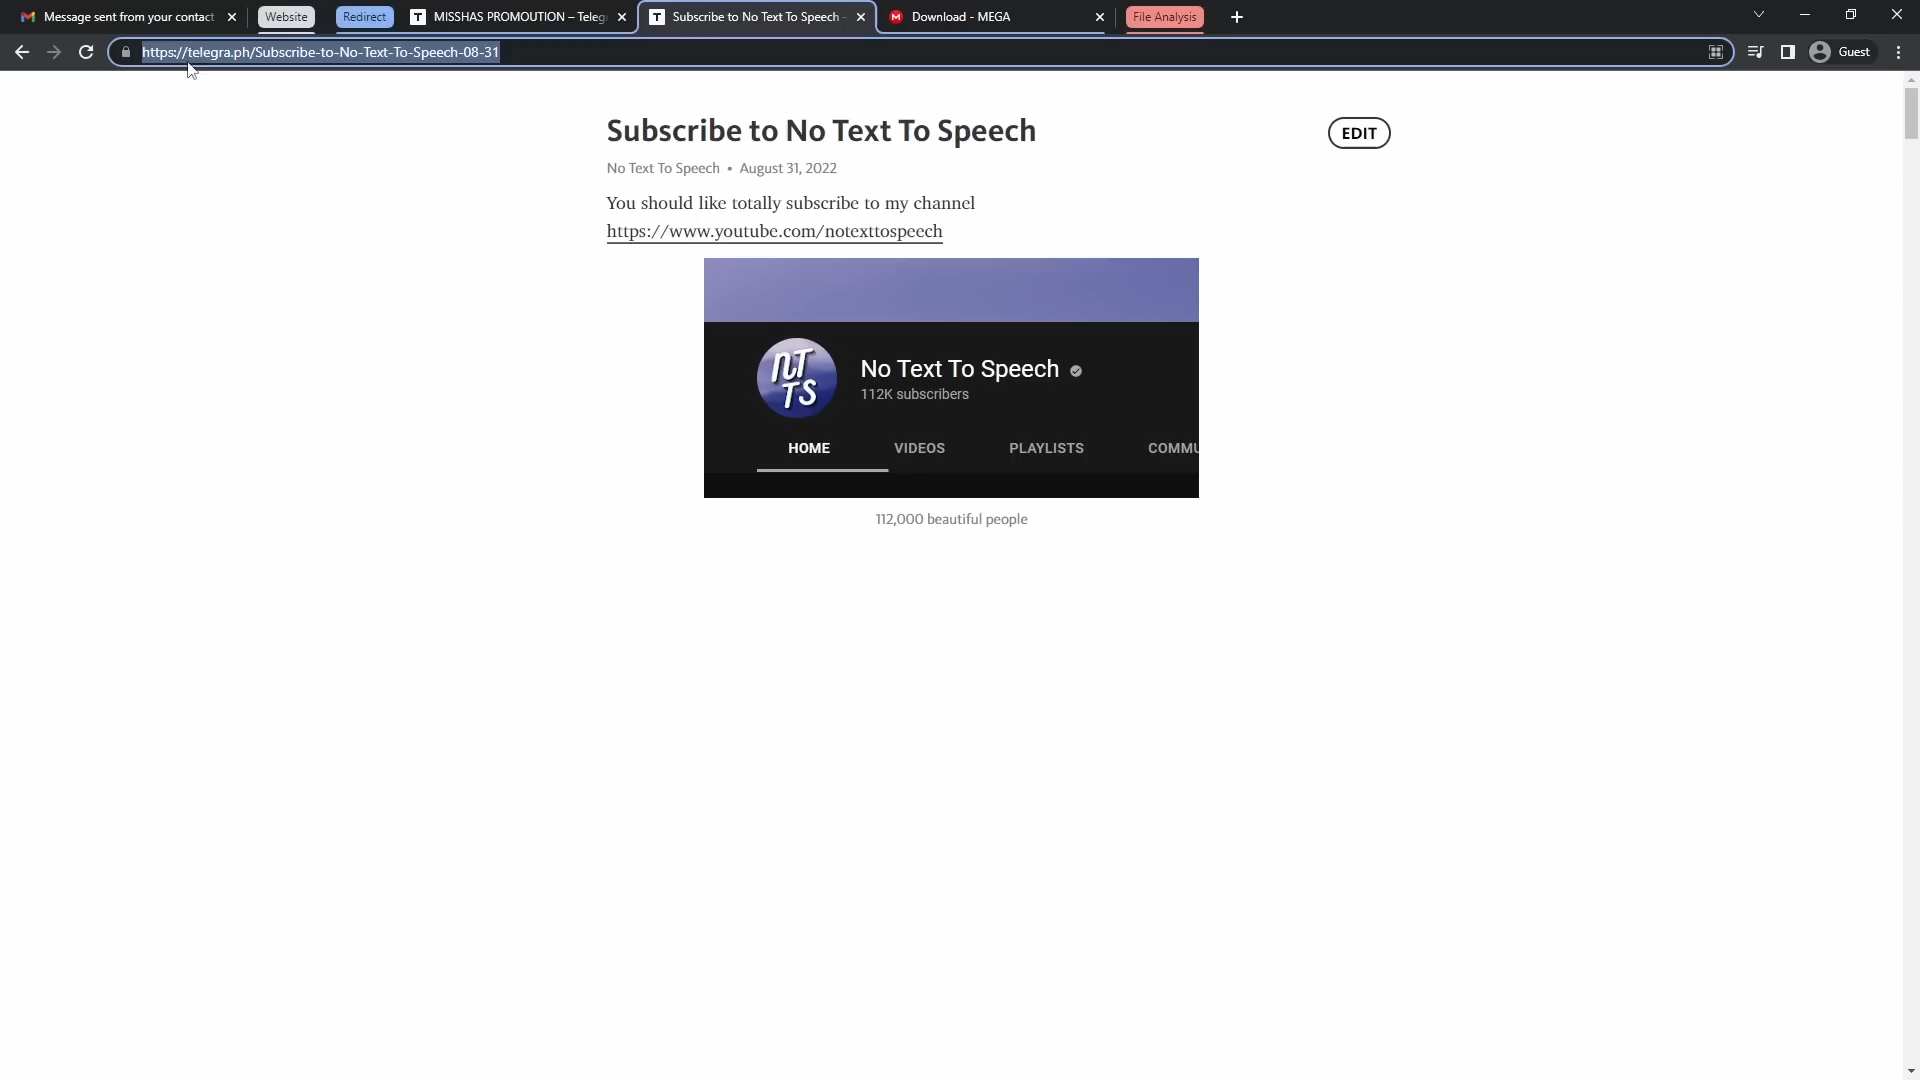 Message sent from your contact
Website
Redirect
MISSHAS PROMOUTION – Teleg
Subscribe to No Text To Speech –
Download - MEGA
File Analysis
https://telegra.ph/Subscribe-to-No-Text-To-Speech-08-31
Guest
Subscribe to No Text To Speech
EDIT
No Text To Speech • August 31, 2022
You should like totally subscribe to my channel
https://www.youtube.com/notexttospeech
NT
TS
No Text To Speech
112K subscribers
HOME VIDEOS PLAYLISTS COMMU
112,000 beautiful people